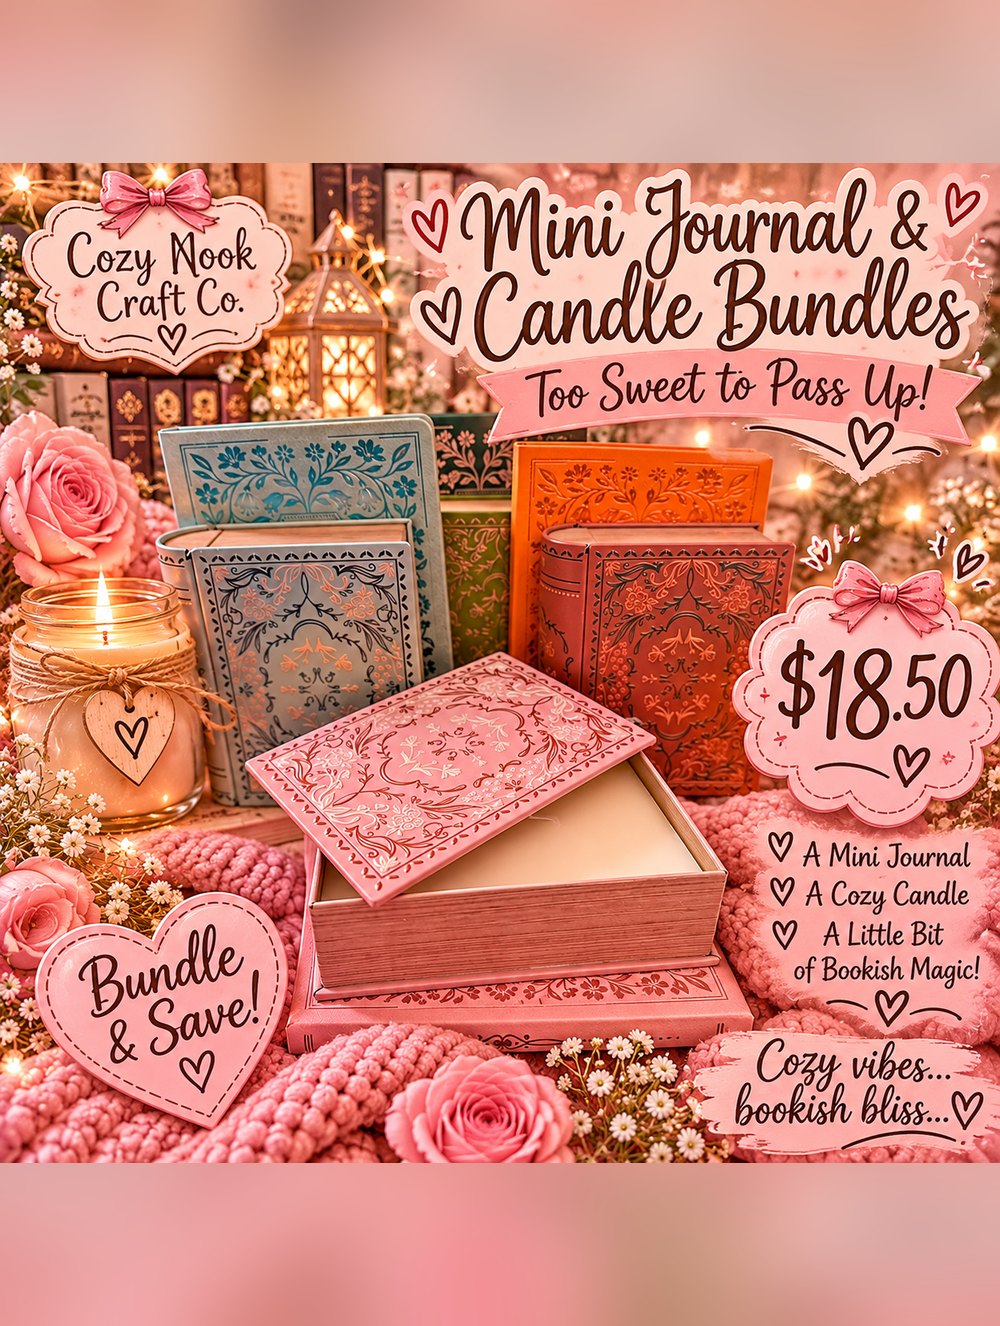 Cozy Nook
Craft Co.
Mini Journal &
Candle Bundles
Too Sweet to Pass Up!
$18.50
A Mini Journal
A Cozy Candle
A Little Bit
of Bookish Magic!
Bundle
& Save!
Cozy vibes...
bookish bliss...